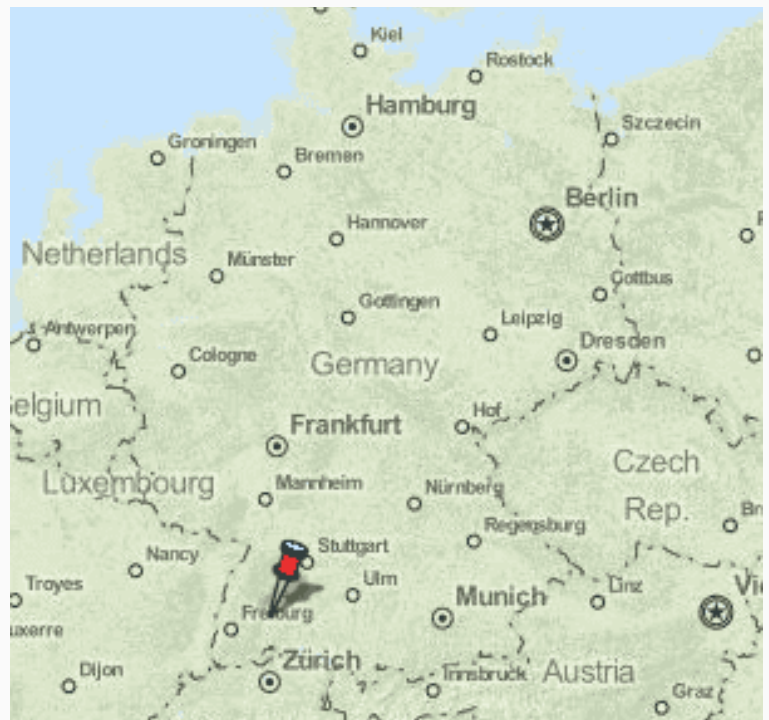 Kiel
Rostock
Hamburg
Szczecin
Groningen
Bremen
Berlin
Hannover
Netherlands
Münster
Cottbus
Gottingen
Leipzig
Antwerpen
Dresden
Cologne
Germany
elgium
Hof
Frankfurt
Czech
Rep.
Luxembourg
Mannheim
Nürnberg
Br
Regensburg
Stuttgart
Nancy
Troyes
Ulm
Linz
Vie
Munich
Freiburg
uxerre
Zürich
Dijon
Innsbruck
Austria
Graz